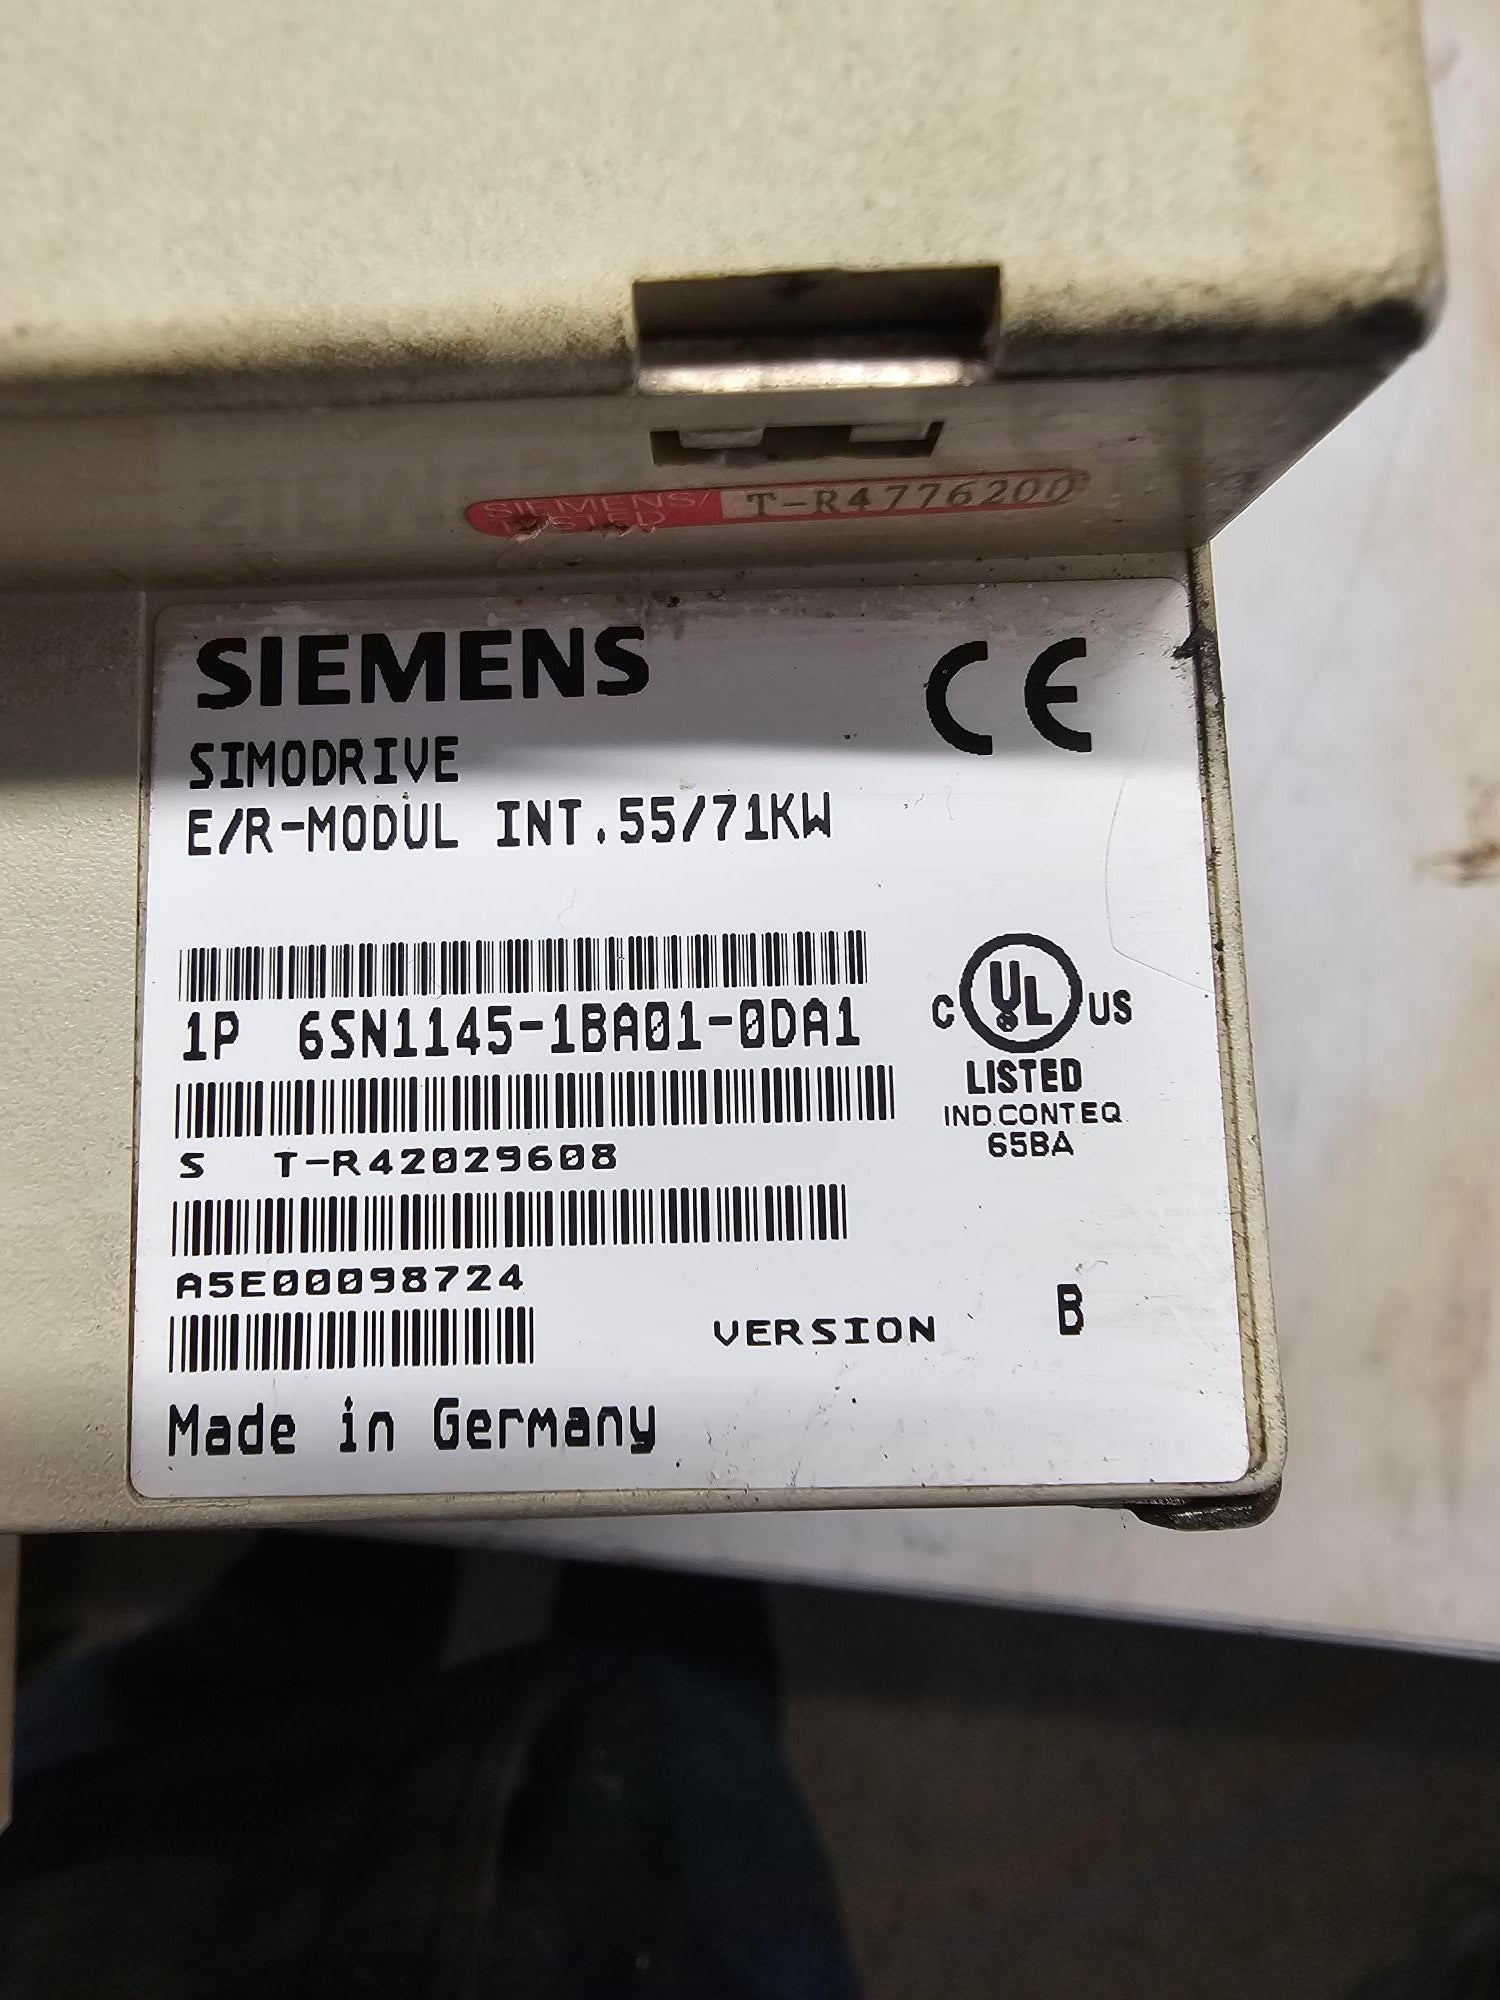 SIEMENS/ T-R4776200
TESTED
SIEMENS CE
SIMODRIVE
E/R-MODUL INT.55/71KW
1P 6SN1145-1BA01-0DA1
C UL US
LISTED
IND.CONT.EQ
65BA
S T-R42029608
A5E00098724
VERSION B
Made in Germany